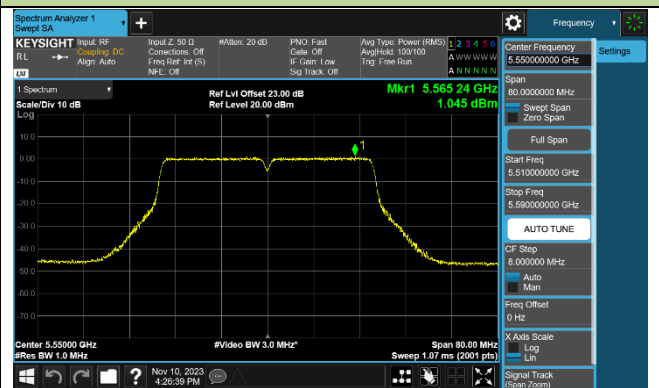 Spectrum Analyzer 1
Swept SA
Frequency
KEYSIGHT
RL
LXI
Input: RF
Coupling: DC
Align: Auto
Input Z: 50 Ω
Corrections: Off
Freq Ref: Int (S)
NFE: Off
#Atten: 20 dB
PNO: Fast
Gate: Off
IF Gain: Low
Sig Track: Off
Avg Type: Power (RMS)
Avg|Hold: 100/100
Trig: Free Run
1 2 3 4 5 6
A W W W W W
A N N N N N
1 Spectrum
Scale/Div 10 dB
Log
Ref Lvl Offset 23.00 dB
Ref Level 20.00 dBm
Mkr1 5.565 24 GHz
1.045 dBm
10.0
0.00
-10.0
-20.0
-30.0
-40.0
-50.0
-60.0
-70.0
1
Center 5.55000 GHz
#Res BW 1.0 MHz
#Video BW 3.0 MHz*
Span 80.00 MHz
Sweep 1.07 ms (2001 pts)
Center Frequency
5.550000000 GHz
Span
80.0000000 MHz
Swept Span
Zero Span
Full Span
Start Freq
5.510000000 GHz
Stop Freq
5.590000000 GHz
AUTO TUNE
CF Step
8.000000 MHz
Auto
Man
Freq Offset
0 Hz
X Axis Scale
Log
Lin
Signal Track
(Span Zoom)
Settings
?
Nov 10, 2023
4:26:39 PM